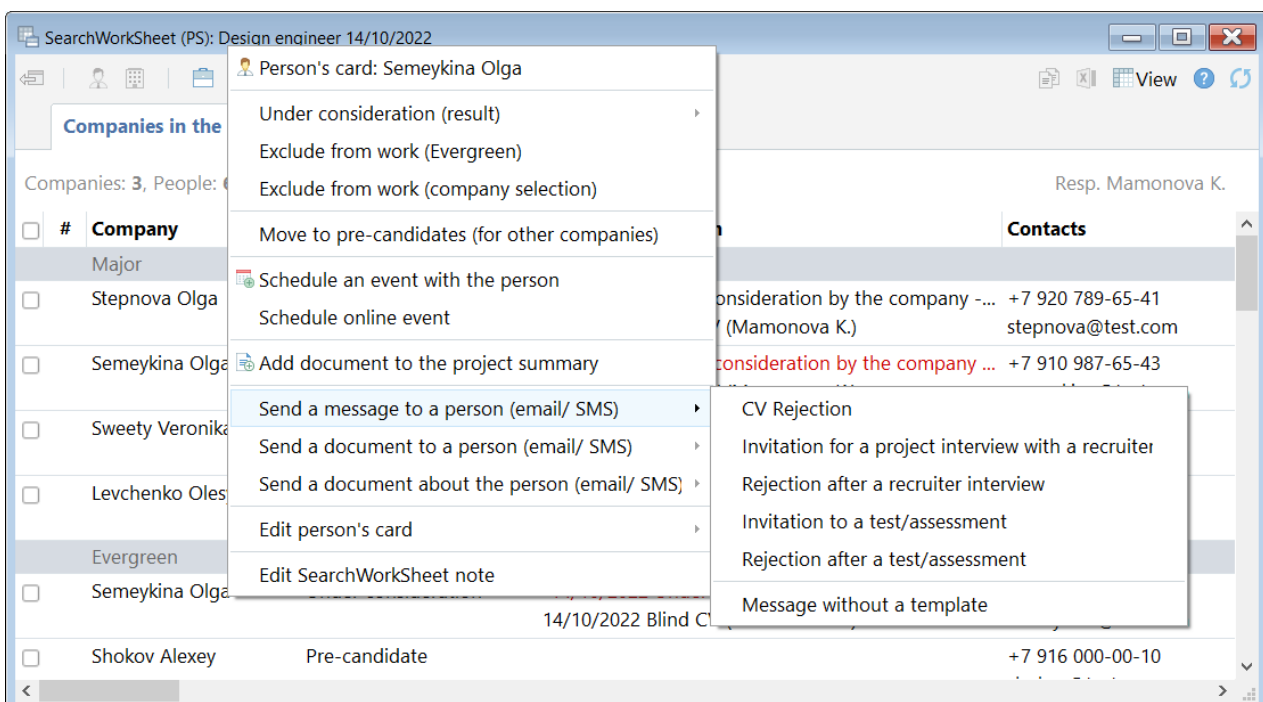 SearchWorkSheet (PS): Design engineer 14/10/2022
View
Companies in the
Companies: 3, People:
Resp. Mamonova K.
# Company Contacts
Major
Stepnova Olga onsideration by the company -... +7 920 789-65-41
(Mamonova K.) stepnova@test.com
Semeykina Olga consideration by the company ... +7 910 987-65-43
Sweety Veronika
Levchenko Oles
Evergreen
Semeykina Olga
14/10/2022 Blind C
Shokov Alexey Pre-candidate +7 916 000-00-10
Person's card: Semeykina Olga
Under consideration (result)
Exclude from work (Evergreen)
Exclude from work (company selection)
Move to pre-candidates (for other companies)
Schedule an event with the person
Schedule online event
Add document to the project summary
Send a message to a person (email/ SMS)
Send a document to a person (email/ SMS)
Send a document about the person (email/ SMS)
Edit person's card
Edit SearchWorkSheet note
CV Rejection
Invitation for a project interview with a recruiter
Rejection after a recruiter interview
Invitation to a test/assessment
Rejection after a test/assessment
Message without a template